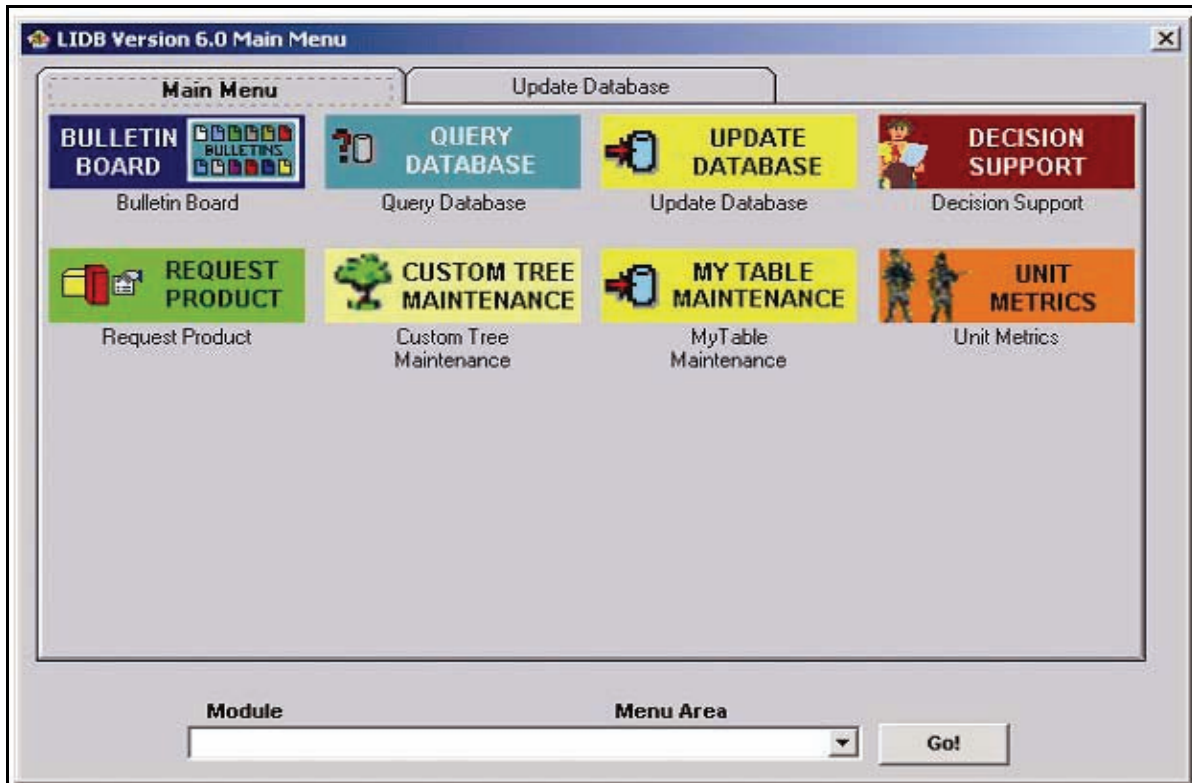 LIDB Version 6.0 Main Menu
Main Menu
Update Database
BULLETIN
BOARD
BULLETINS
Bulletin Board
QUERY
DATABASE
Query Database
UPDATE
DATABASE
Update Database
DECISION
SUPPORT
Decision Support
REQUEST
PRODUCT
Request Product
CUSTOM TREE
MAINTENANCE
Custom Tree
Maintenance
MY TABLE
MAINTENANCE
MyTable
Maintenance
UNIT
METRICS
Unit Metrics
Module
Menu Area
Go!